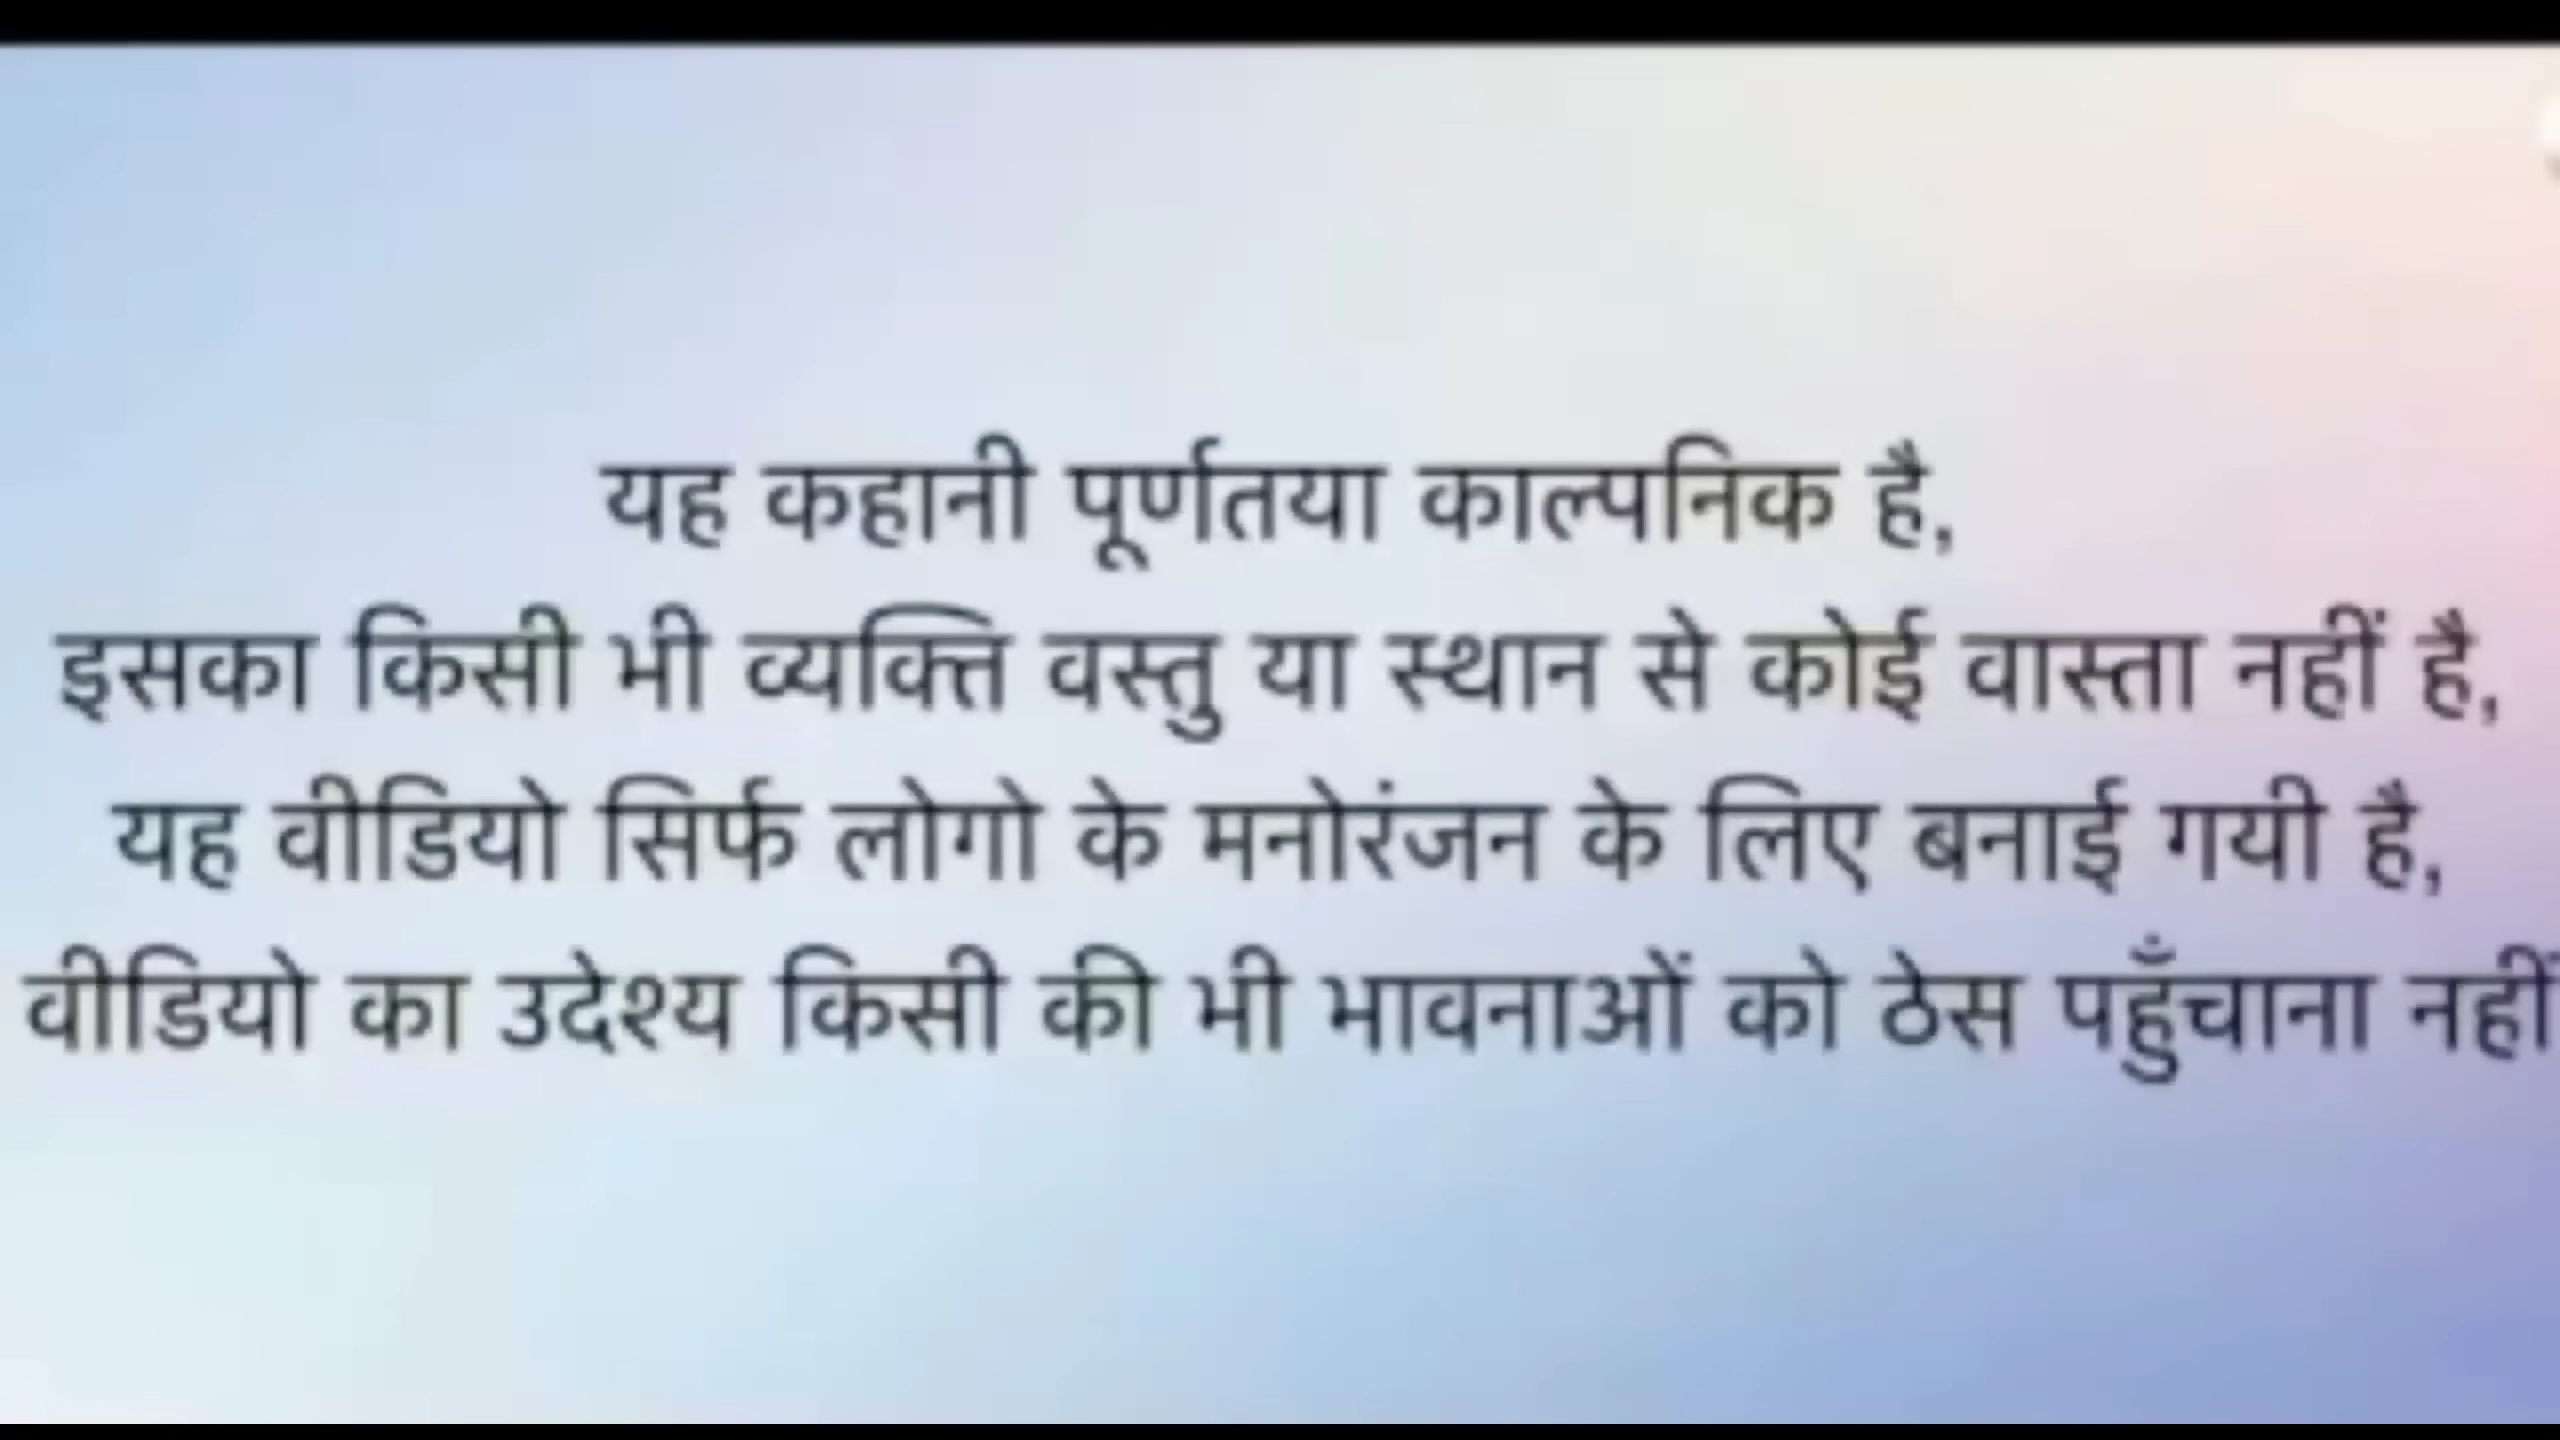 यह कहानी पूर्णतया काल्पनिक है,
इसका किसी भी व्यक्ति वस्तु या स्थान से कोई वास्ता नहीं है,
यह वीडियो सिर्फ लोगो के मनोरंजन के लिए बनाई गयी है,
वीडियो का उदेश्य किसी की भी भावनाओं को ठेस पहुँचाना नहीं